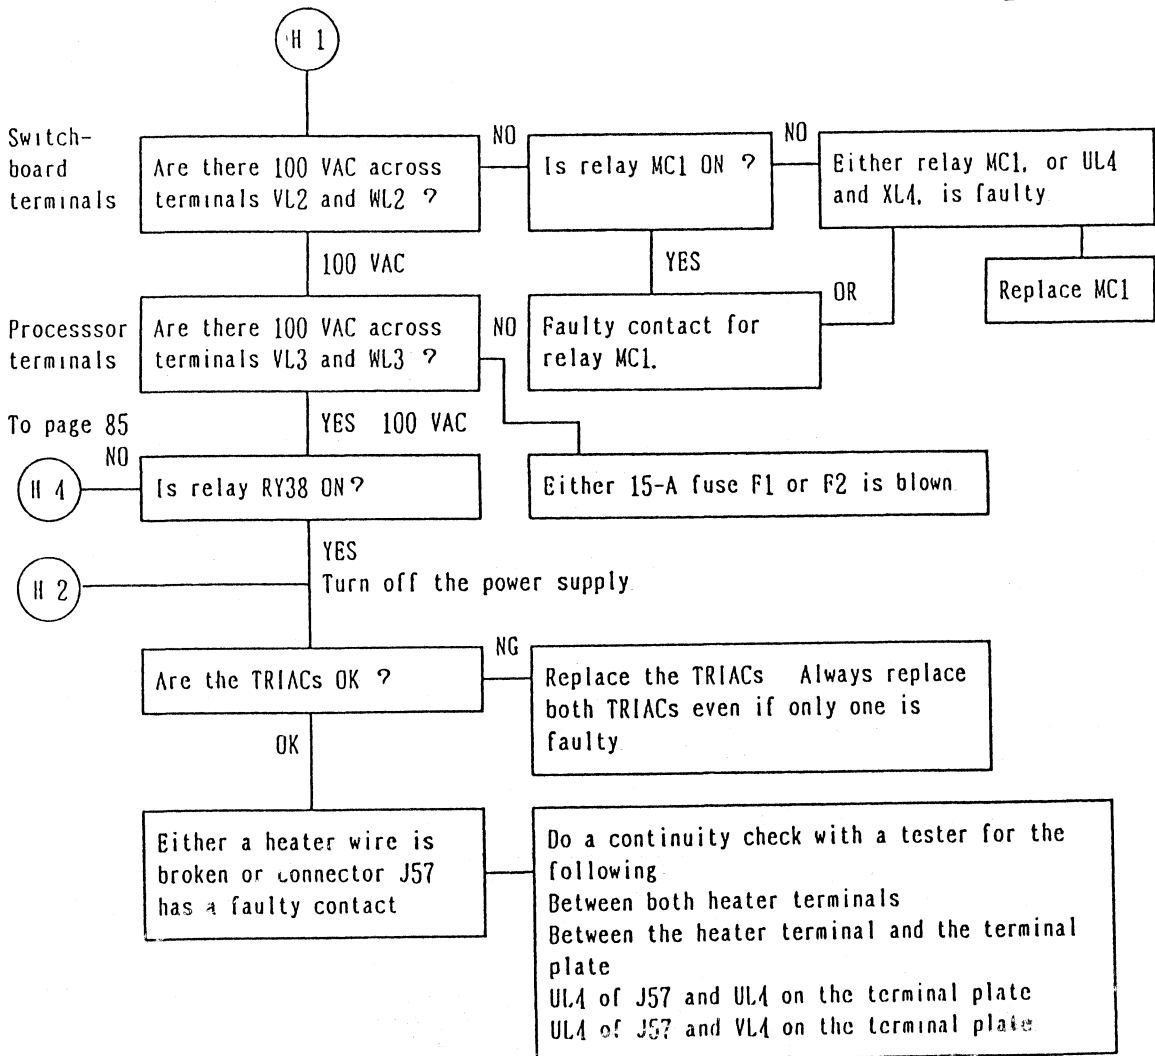 H 1
Switch-
board
terminals
Are there 100 VAC across
terminals VL2 and WL2 ?
NO
Is relay MC1 ON ?
NO
Either relay MC1, or UL4
and XL4, is faulty
100 VAC
YES
OR
Replace MC1
Processsor
terminals
Are there 100 VAC across
terminals VL3 and WL3 ?
NO
Faulty contact for
relay MC1.
To page 85
YES 100 VAC
NO
H 4
Is relay RY38 ON?
Either 15-A fuse F1 or F2 is blown
YES
H 2
Turn off the power supply
Are the TRIACs OK ?
NG
Replace the TRIACs Always replace
both TRIACs even if only one is
faulty
OK
Either a heater wire is
broken or connector J57
has a faulty contact
Do a continuity check with a tester for the
following
Between both heater terminals
Between the heater terminal and the terminal
plate
UL4 of J57 and UL4 on the terminal plate
UL4 of J57 and VL4 on the terminal plate